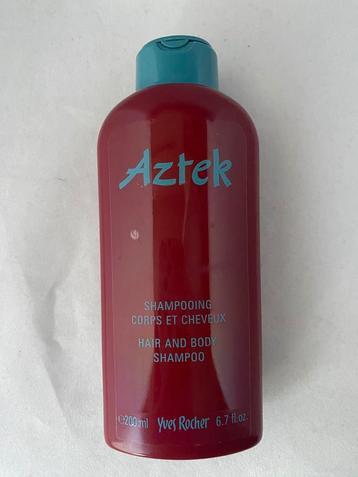 Aztek
SHAMPOOING
CORPS ET CHEVEUX
HAIR AND BODY
SHAMPOO
℮200 ml Yves Rocher 6.7 fl.oz.